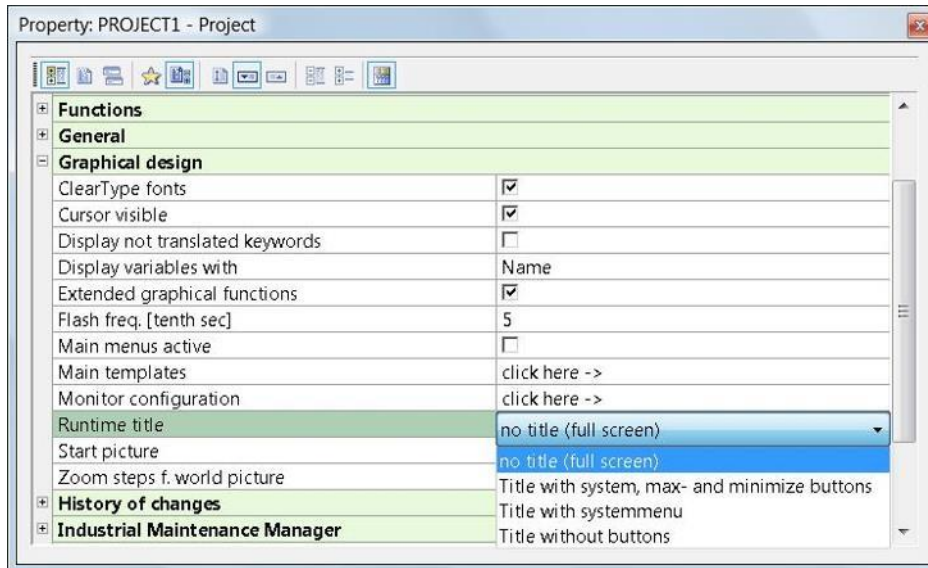 Property: PROJECT1 - Project
Functions
General
Graphical design
ClearType fonts
Cursor visible
Display not translated keywords
Display variables with Name
Extended graphical functions
Flash freq. [tenth sec] 5
Main menus active
Main templates click here ->
Monitor configuration click here ->
Runtime title no title (full screen)
Start picture no title (full screen)
Zoom steps f. world picture Title with system, max- and minimize buttons
History of changes Title with systemmenu
Industrial Maintenance Manager Title without buttons